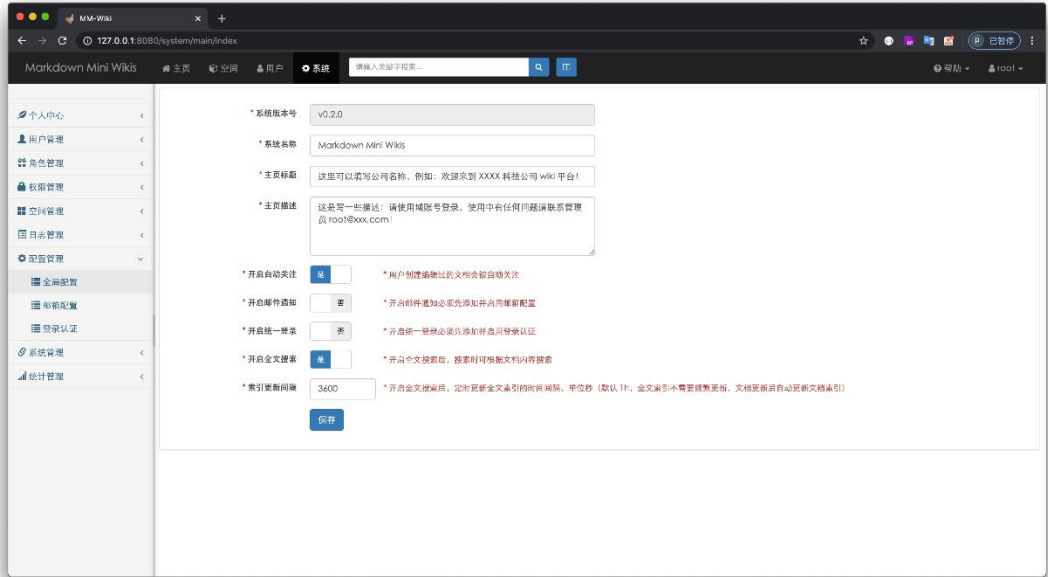 MM-Wiki
127.0.0.1:8080/system/main/index
已暂停
Markdown Mini Wikis
主页
空间
用户
系统
请输入关键字搜索...
帮助
root
个人中心
用户管理
角色管理
权限管理
空间管理
日志管理
配置管理
全局配置
邮箱配置
登录认证
系统管理
统计管理
* 系统版本号
v0.2.0
* 系统名称
Markdown Mini Wikis
* 主页标题
这里可以填写公司名称，例如：欢迎来到 XXXX 科技公司 wiki 平台！
* 主页描述
这是写一些描述：请使用域账号登录，使用中有任何问题请联系管理
员 root@xxx.com！
* 开启自动关注
是
* 用户创建编辑过的文档会被自动关注
* 开启邮件通知
否
* 开启邮件通知必须先添加并启用邮箱配置
* 开启统一登录
否
* 开启统一登录必须先添加并启用登录认证
* 开启全文搜索
是
* 开启全文搜索后，搜索时可根据文档内容搜索
* 索引更新间隔
3600
* 开启全文搜索后，定时更新全文索引的时间间隔，单位秒（默认 1h，全文索引不需要频繁更新，文档更新后自动更新文档索引）
保存